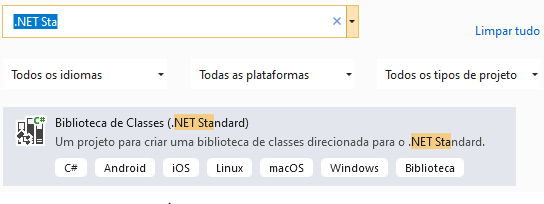 .NET Sta
Limpar tudo
Todos os idiomas Todas as plataformas Todos os tipos de projeto
C#
Biblioteca de Classes (.NET Standard)
Um projeto para criar uma biblioteca de classes direcionada para o .NET Standard.
C# Android iOS Linux macOS Windows Biblioteca